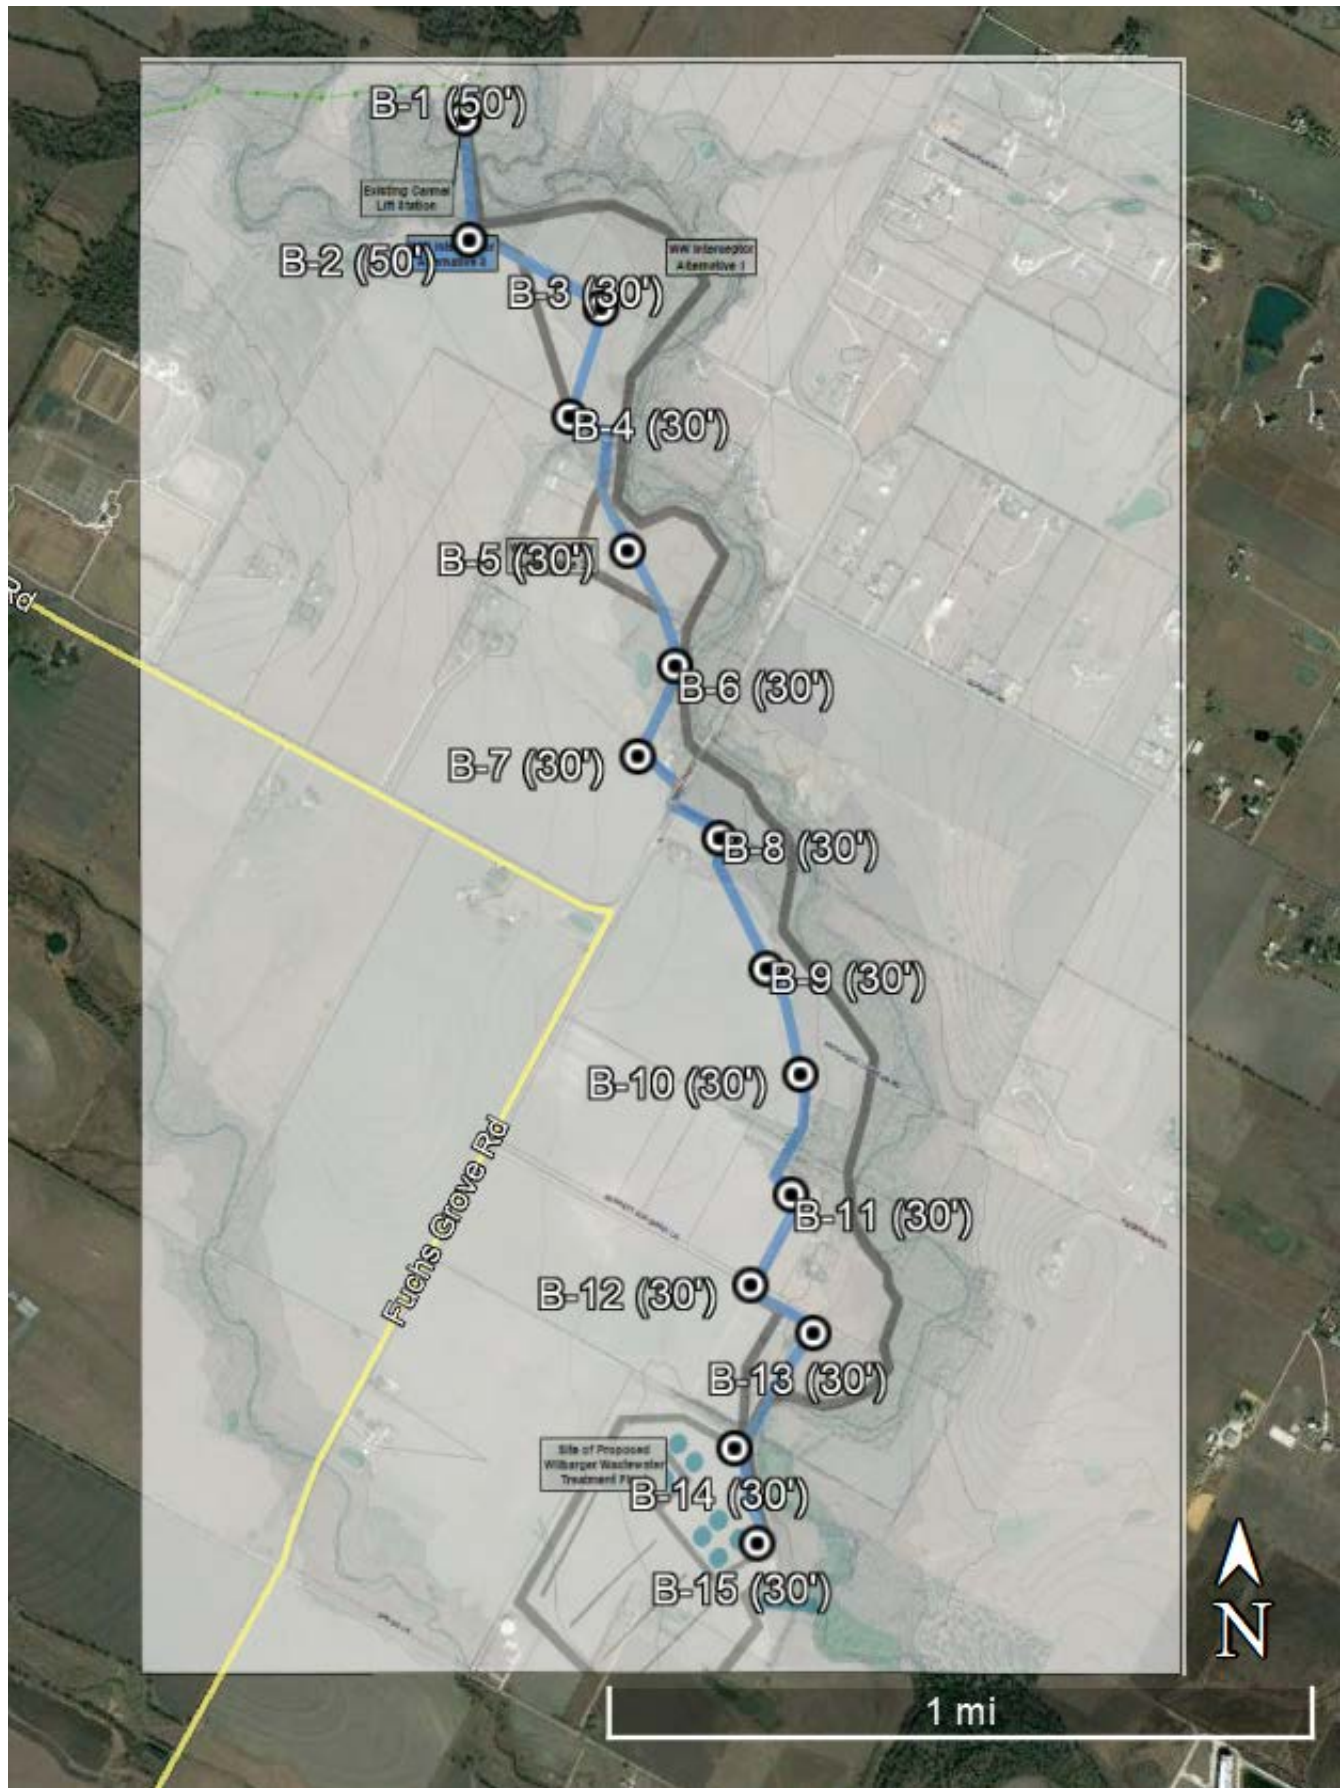 B-1 (50')
Existing Carmel
Lift Station
B-2 (50')
WW Interceptor
Alternative 1
B-3 (30')
B-4 (30')
B-5 (30')
Rd
B-6 (30')
B-7 (30')
B-8 (30')
B-9 (30')
B-10 (30')
Fuchs Grove Rd
B-11 (30')
B-12 (30')
B-13 (30')
Site of Proposed
Wilbarger Wastewater
Treatment
B-14 (30')
B-15 (30')
N
1 mi